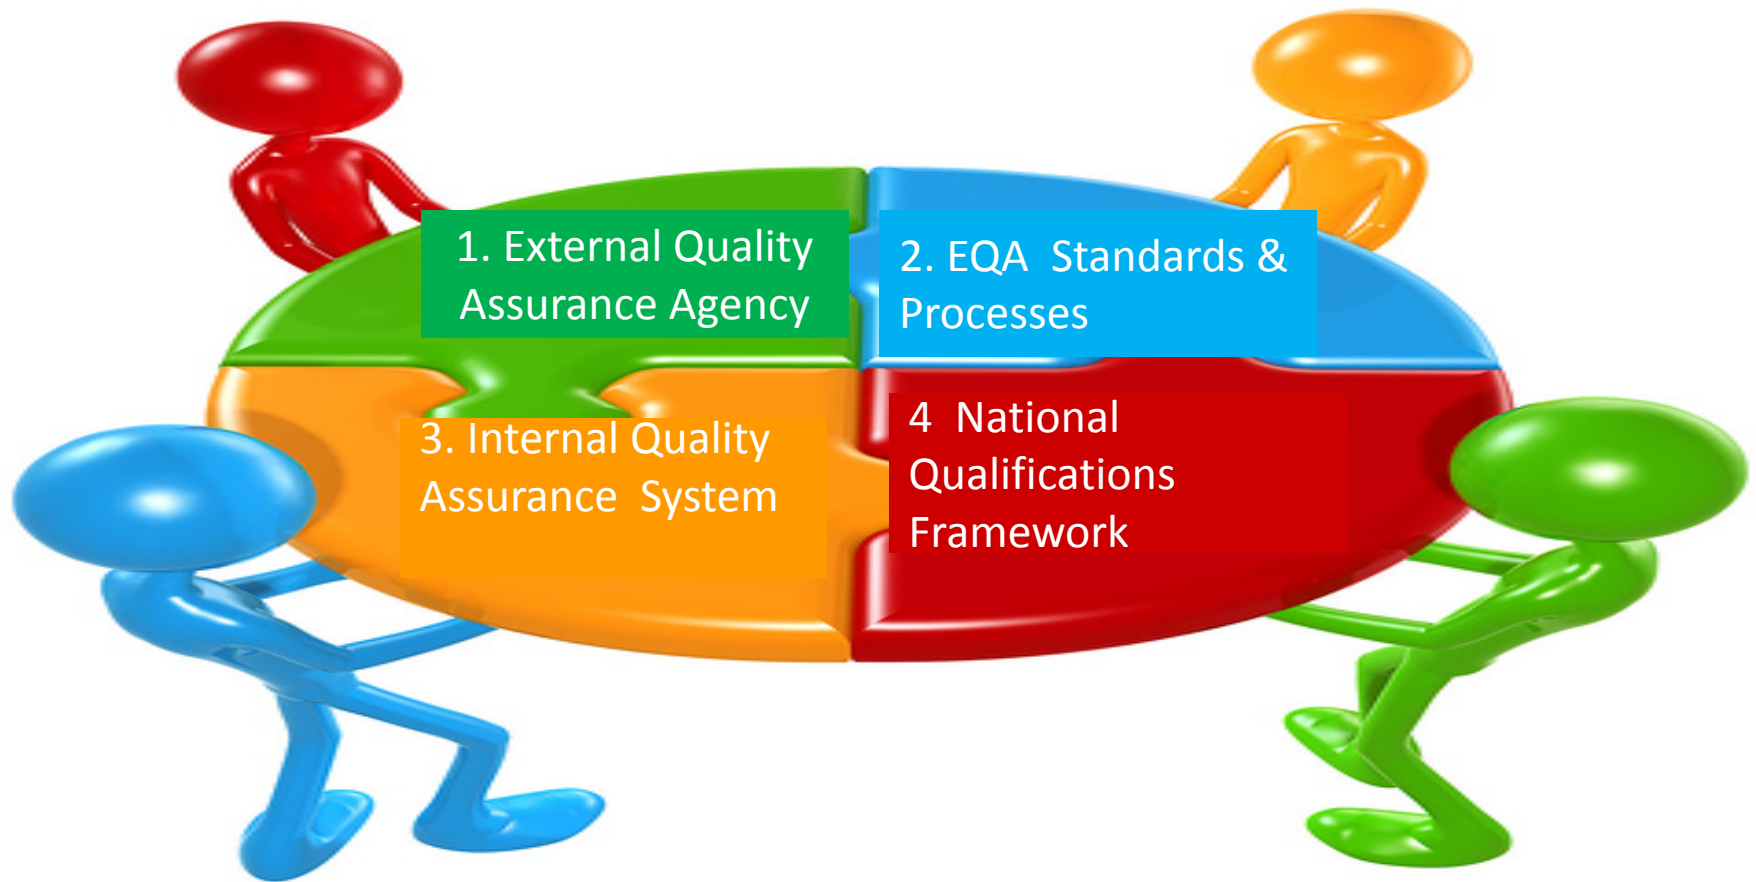 1. External Quality
Assurance Agency
2. EQA  Standards &
Processes
3. Internal Quality
Assurance  System
4  National
Qualifications
Framework